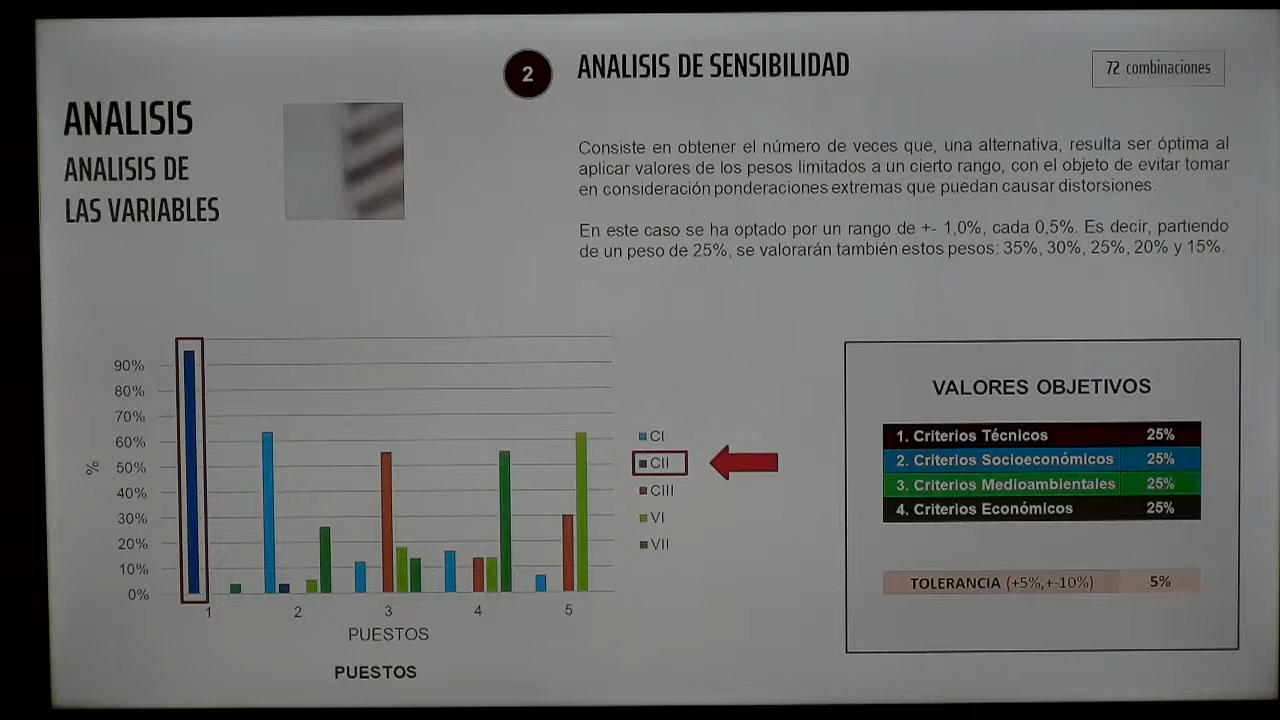 ANALISIS
ANALISIS DE
LAS VARIABLES
2
ANALISIS DE SENSIBILIDAD
72 combinaciones
Consiste en obtener el número de veces que, una alternativa, resulta ser óptima al
aplicar valores de los pesos limitados a un cierto rango, con el objeto de evitar tomar
en consideración ponderaciones extremas que puedan causar distorsiones.
En este caso se ha optado por un rango de +- 1,0%, cada 0,5%. Es decir, partiendo
de un peso de 25%, se valorarán también estos pesos: 35%, 30%, 25%, 20% y 15%.
90%
80%
70%
60%
50%
40%
30%
20%
10%
0%
%
1 2 3 4 5
PUESTOS
PUESTOS
CI
CII
CIII
VI
VII
VALORES OBJETIVOS
1. Criterios Técnicos 25%
2. Criterios Socioeconómicos 25%
3. Criterios Medioambientales 25%
4. Criterios Económicos 25%
TOLERANCIA (+5%,+-10%) 5%